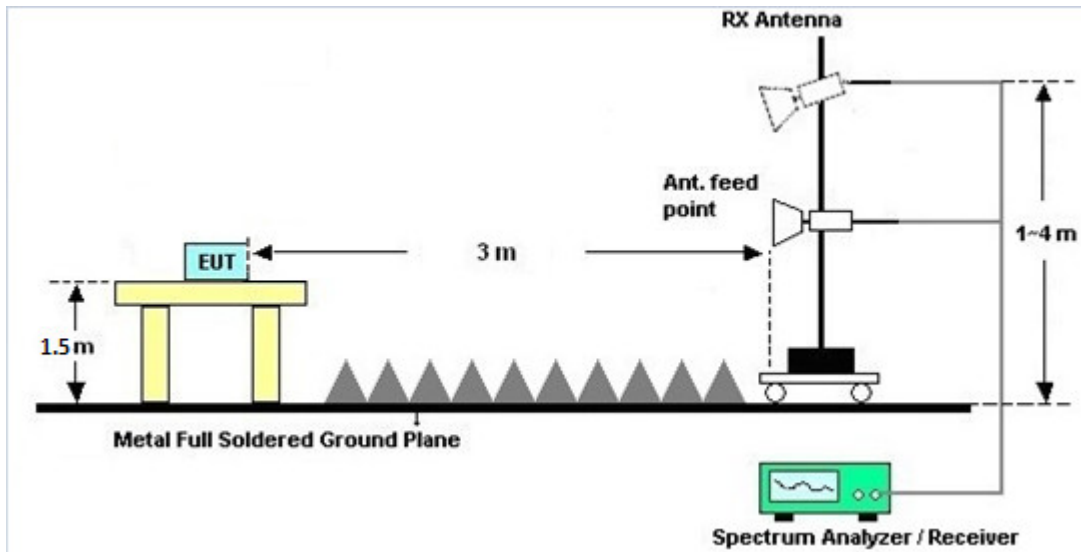 RX Antenna
Ant. feed
point
1~4 m
3 m
EUT
1.5 m
Metal Full Soldered Ground Plane
Spectrum Analyzer / Receiver